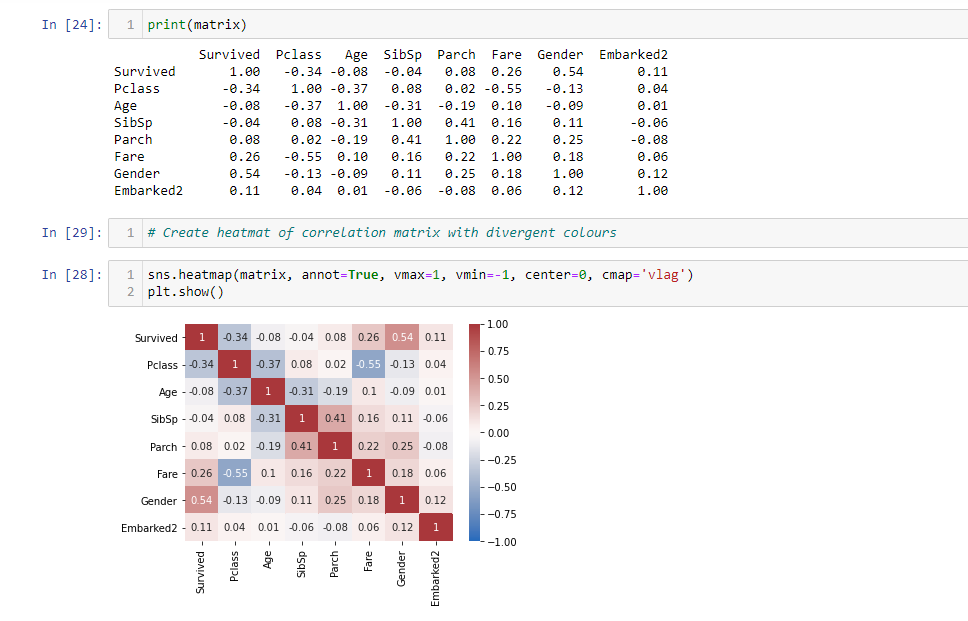 In [24]: 1 print(matrix)
Survived Pclass Age SibSp Parch Fare Gender Embarked2
Survived 1.00 -0.34 -0.08 -0.04 0.08 0.26 0.54 0.11
Pclass -0.34 1.00 -0.37 0.08 0.02 -0.55 -0.13 0.04
Age -0.08 -0.37 1.00 -0.31 -0.19 0.10 -0.09 0.01
SibSp -0.04 0.08 -0.31 1.00 0.41 0.16 0.11 -0.06
Parch 0.08 0.02 -0.19 0.41 1.00 0.22 0.25 -0.08
Fare 0.26 -0.55 0.10 0.16 0.22 1.00 0.18 0.06
Gender 0.54 -0.13 -0.09 0.11 0.25 0.18 1.00 0.12
Embarked2 0.11 0.04 0.01 -0.06 -0.08 0.06 0.12 1.00
In [29]: 1 # Create heatmat of correlation matrix with divergent colours
In [28]: 1 sns.heatmap(matrix, annot=True, vmax=1, vmin=-1, center=0, cmap='vlag')
2 plt.show()
Survived 1 -0.34 -0.08 -0.04 0.08 0.26 0.54 0.11
Pclass -0.34 1 -0.37 0.08 0.02 -0.55 -0.13 0.04
Age -0.08 -0.37 1 -0.31 -0.19 0.1 -0.09 0.01
SibSp -0.04 0.08 -0.31 1 0.41 0.16 0.11 -0.06
Parch 0.08 0.02 -0.19 0.41 1 0.22 0.25 -0.08
Fare 0.26 -0.55 0.1 0.16 0.22 1 0.18 0.06
Gender 0.54 -0.13 -0.09 0.11 0.25 0.18 1 0.12
Embarked2 0.11 0.04 0.01 -0.06 -0.08 0.06 0.12 1
Survived
Pclass
Age
SibSp
Parch
Fare
Gender
Embarked2
1.00
0.75
0.50
0.25
0.00
−0.25
−0.50
−0.75
−1.00